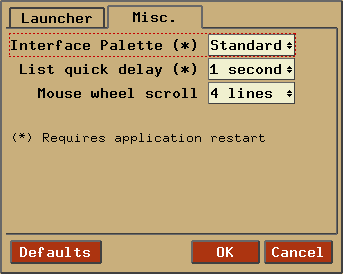 Launcher Misc.
Interface Palette (*) Standard
List quick delay (*) 1 second
Mouse wheel scroll 4 lines
(*) Requires application restart
Defaults OK Cancel